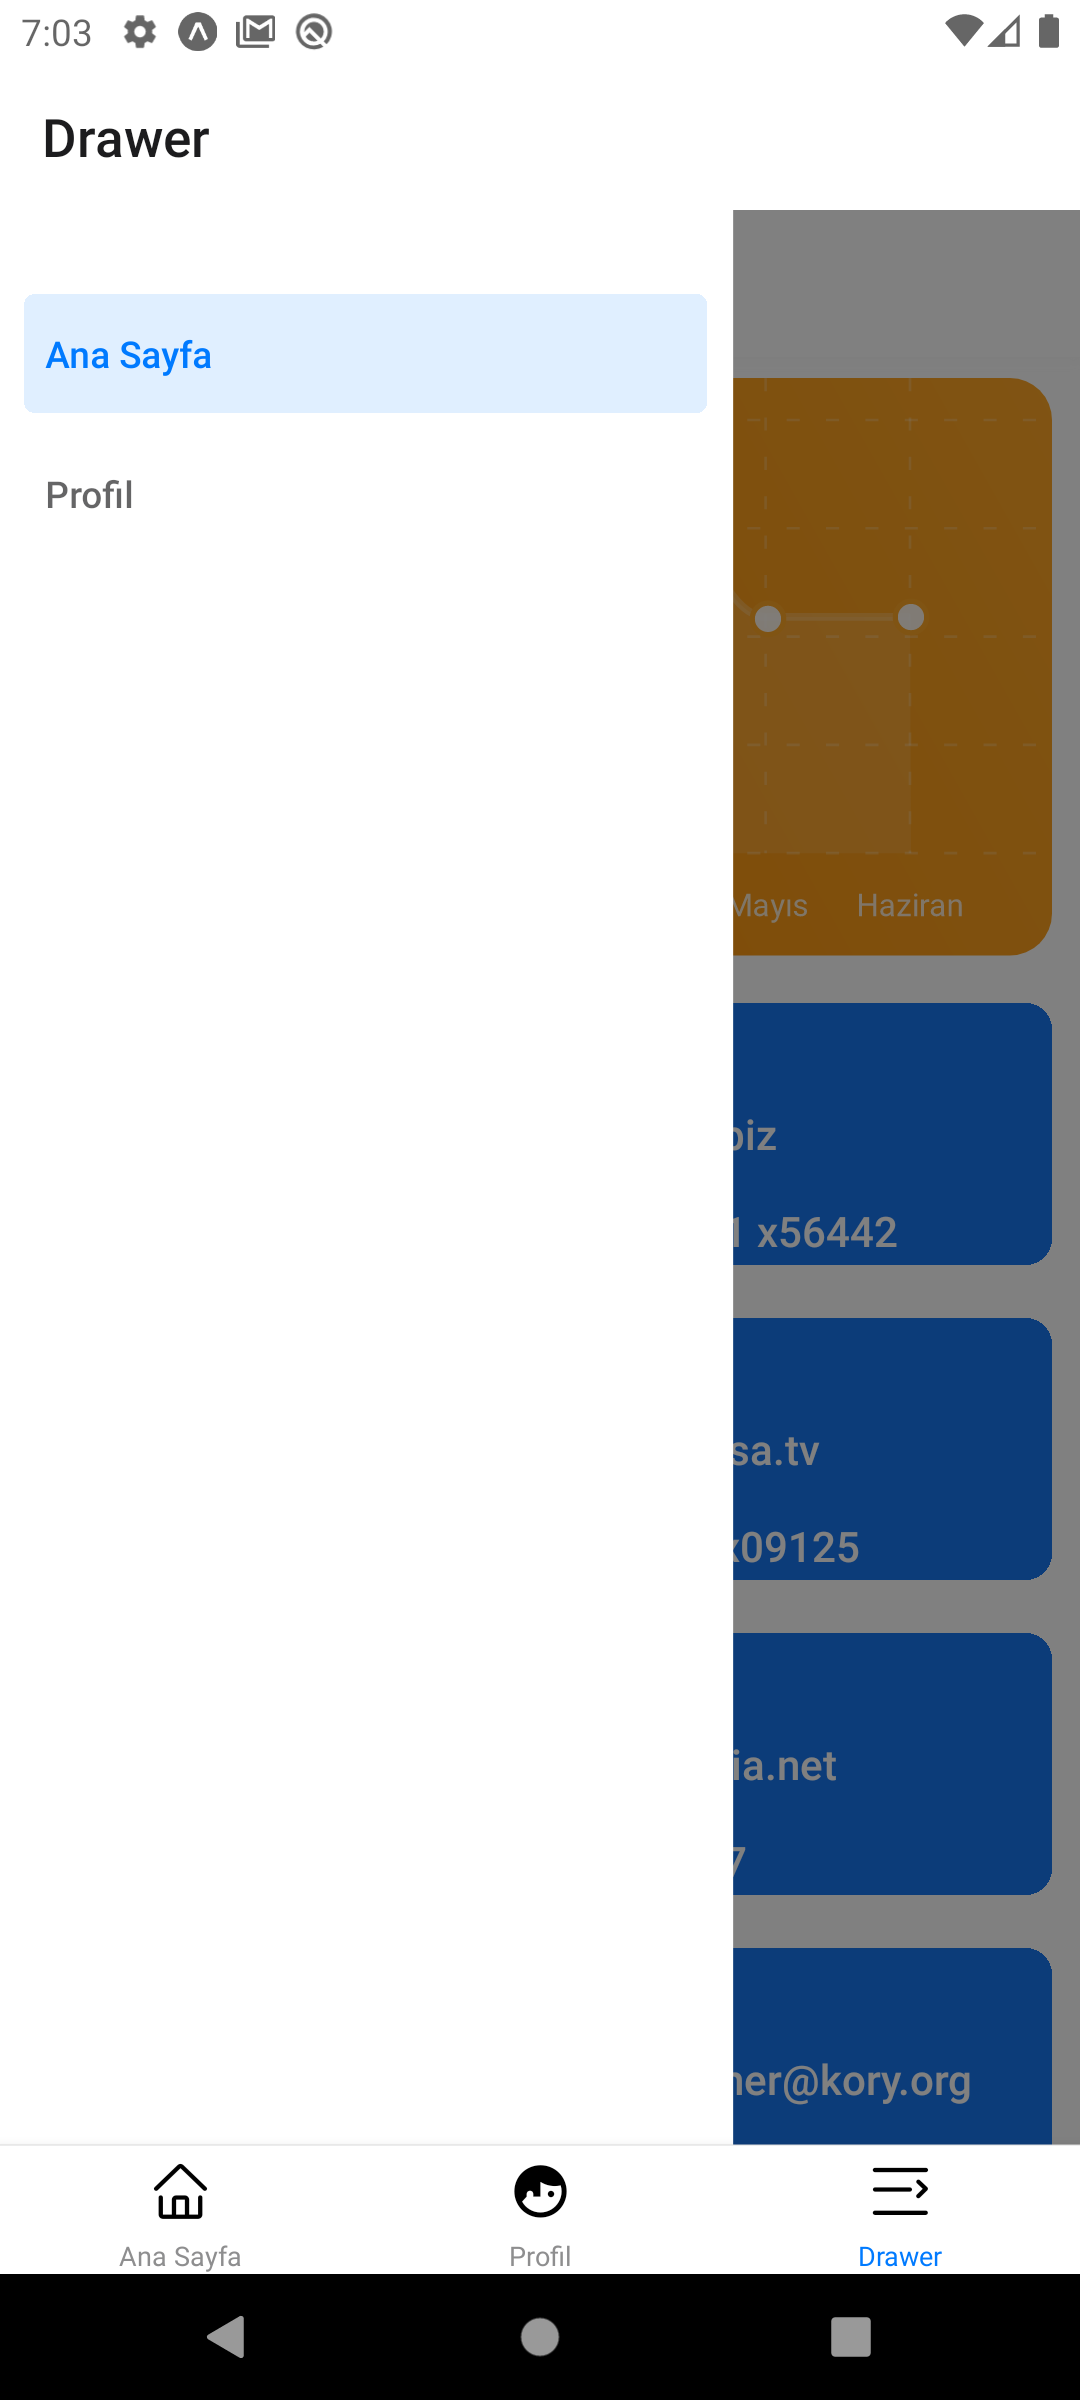 7:03
Drawer
Ana Sayfa
Profil
Mayıs Haziran
biz
1 x56442
sa.tv
x09125
ia.net
7
ner@kory.org
Ana Sayfa Profil Drawer